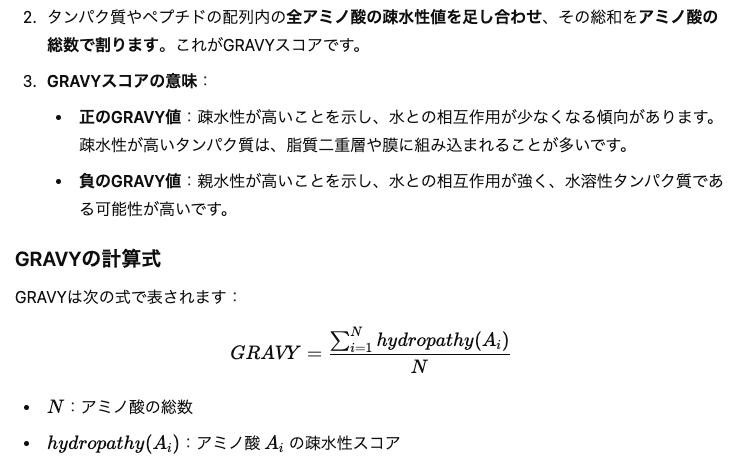 2. タンパク質やペプチドの配列内の全アミノ酸の疎水性値を足し合わせ、その総和をアミノ酸の
総数で割ります。これがGRAVYスコアです。
3. GRAVYスコアの意味：
• 正のGRAVY値：疎水性が高いことを示し、水との相互作用が少なくなる傾向があります。
疎水性が高いタンパク質は、脂質二重層や膜に組み込まれることが多いです。
• 負のGRAVY値：親水性が高いことを示し、水との相互作用が強く、水溶性タンパク質であ
る可能性が高いです。
GRAVYの計算式
GRAVYは次の式で表されます：
$GRAVY = \frac{\sum_{i=1}^{N} hydropathy(A_i)}{N}$
• $N$：アミノ酸の総数
• $hydropathy(A_i)$：アミノ酸 $A_i$ の疎水性スコア